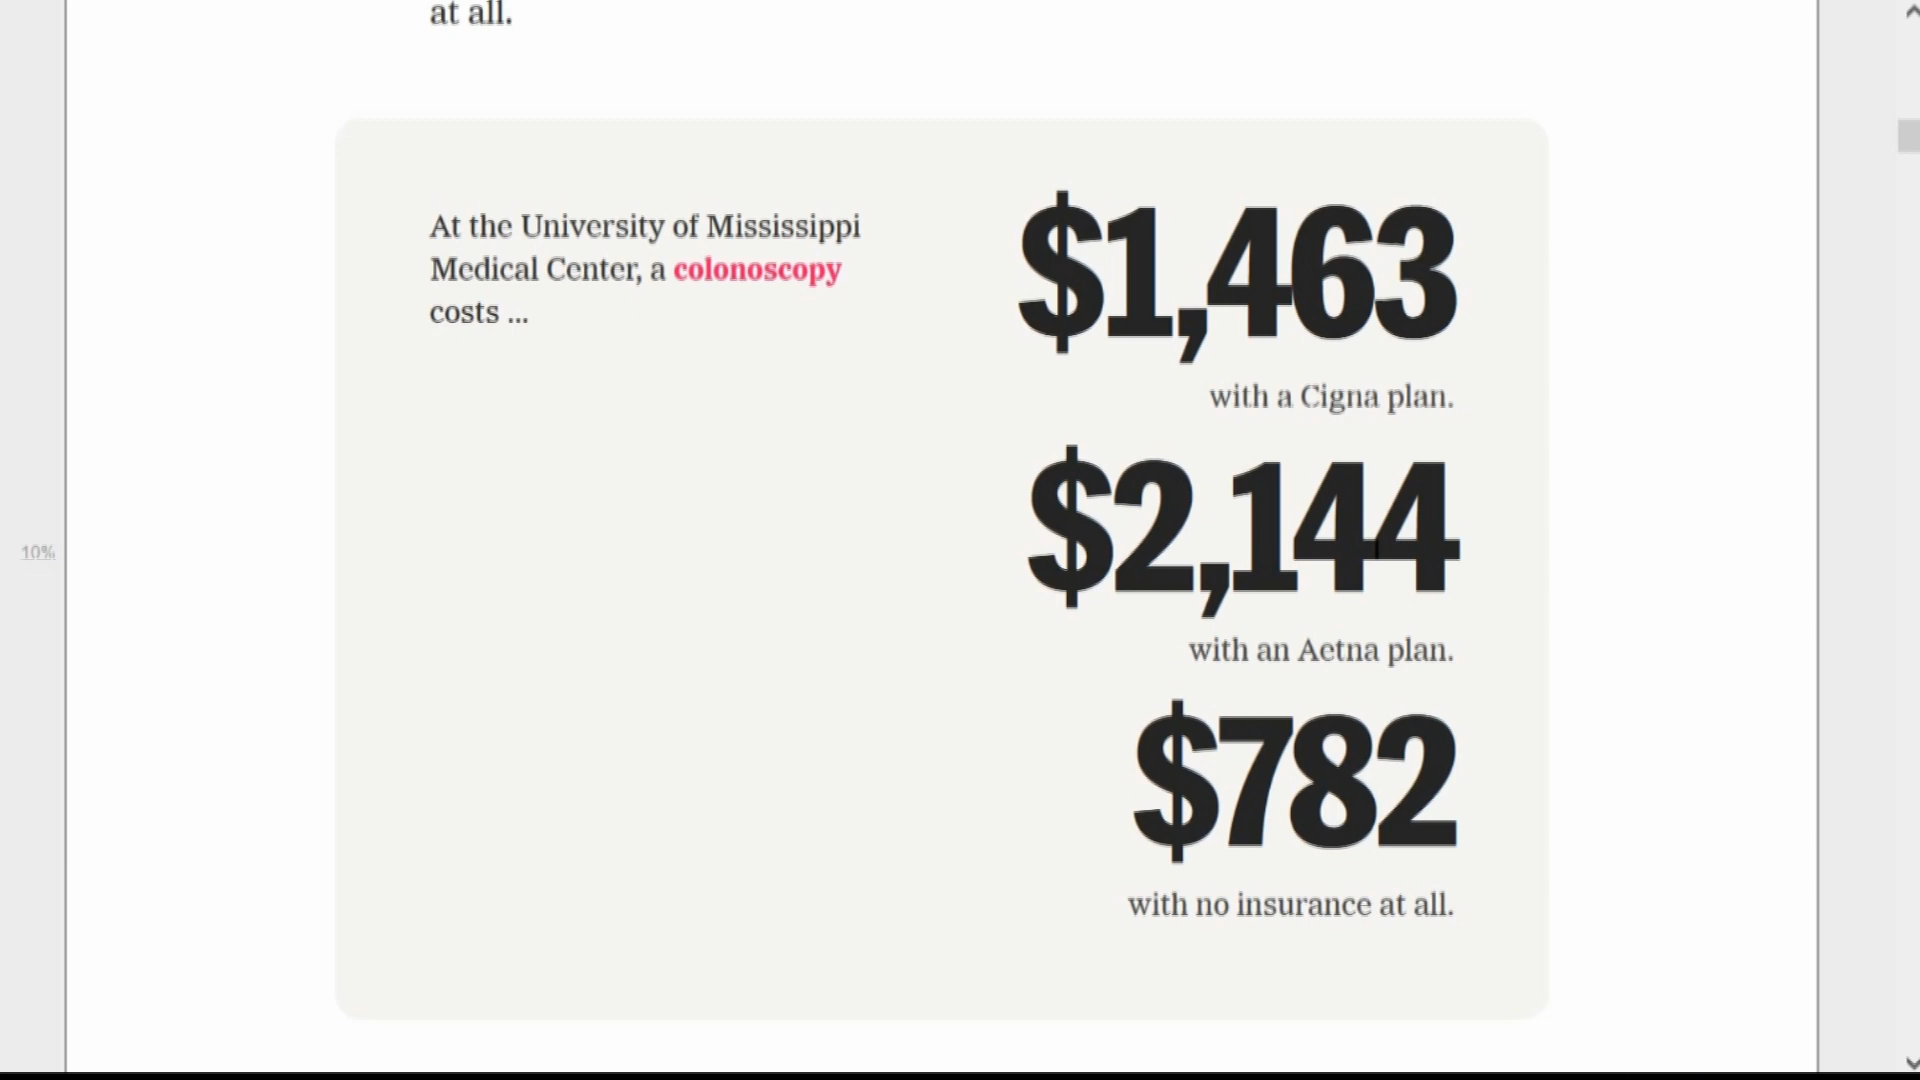 at all.
At the University of Mississippi
Medical Center, a colonoscopy
costs ...
$1,463
with a Cigna plan.
$2,144
with an Aetna plan.
$782
with no insurance at all.
10%